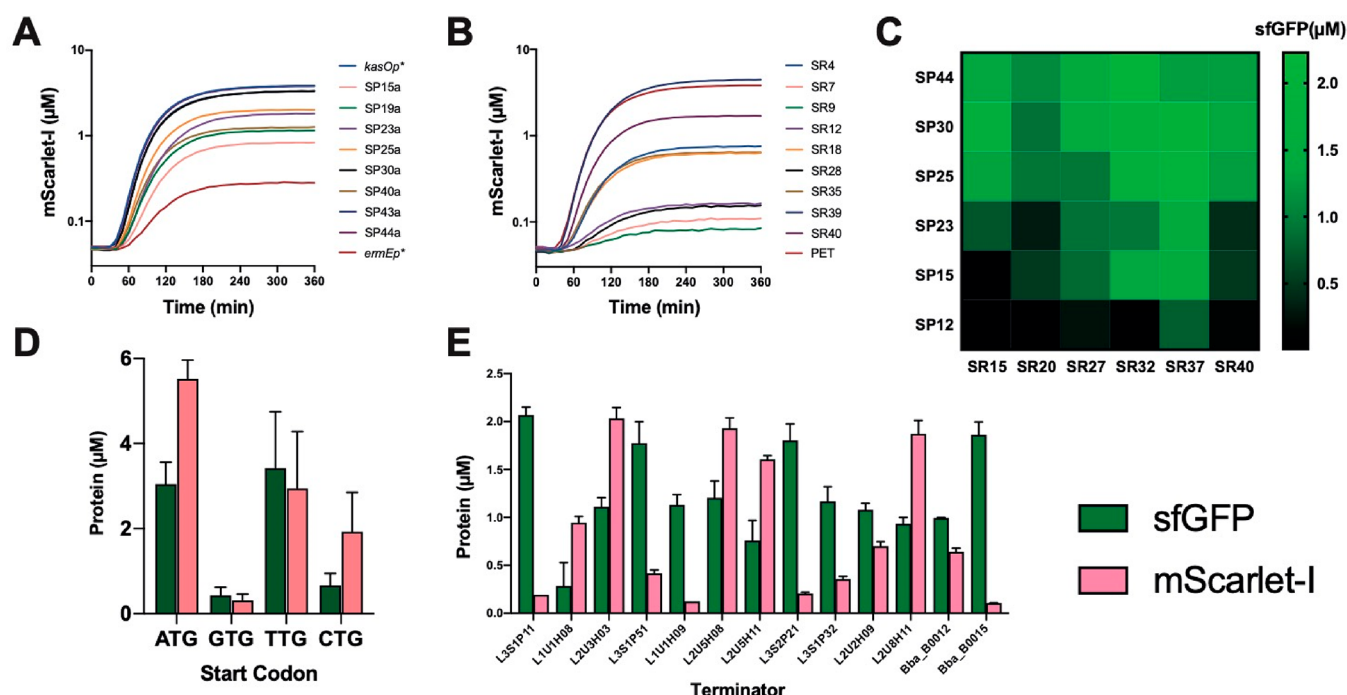 A
mScarlet-I (µM)
10
1
0.1
0 60 120 180 240 300 360
Time (min)
kasOp*
SP15a
SP19a
SP23a
SP25a
SP30a
SP40a
SP43a
SP44a
ermEp*
B
mScarlet-I (µM)
10
1
0.1
0 60 120 180 240 300 360
Time (min)
SR4
SR7
SR9
SR12
SR18
SR28
SR35
SR39
SR40
PET
C
sfGFP(µM)
SP44
SP30
SP25
SP23
SP15
SP12
SR15 SR20 SR27 SR32 SR37 SR40
2.0
1.5
1.0
0.5
D
Protein (µM)
6
4
2
0
ATG GTG TTG CTG
Start Codon
E
Protein (µM)
2.5
2.0
1.5
1.0
0.5
0.0
L3S1P11
L1U1H08
L2U3H03
L3S1P51
L1U1H09
L2U5H08
L2U5H11
L3S2P21
L3S1P32
L2U2H09
L2U8H11
Bba_B0012
Bba_B0015
Terminator
sfGFP
mScarlet-I